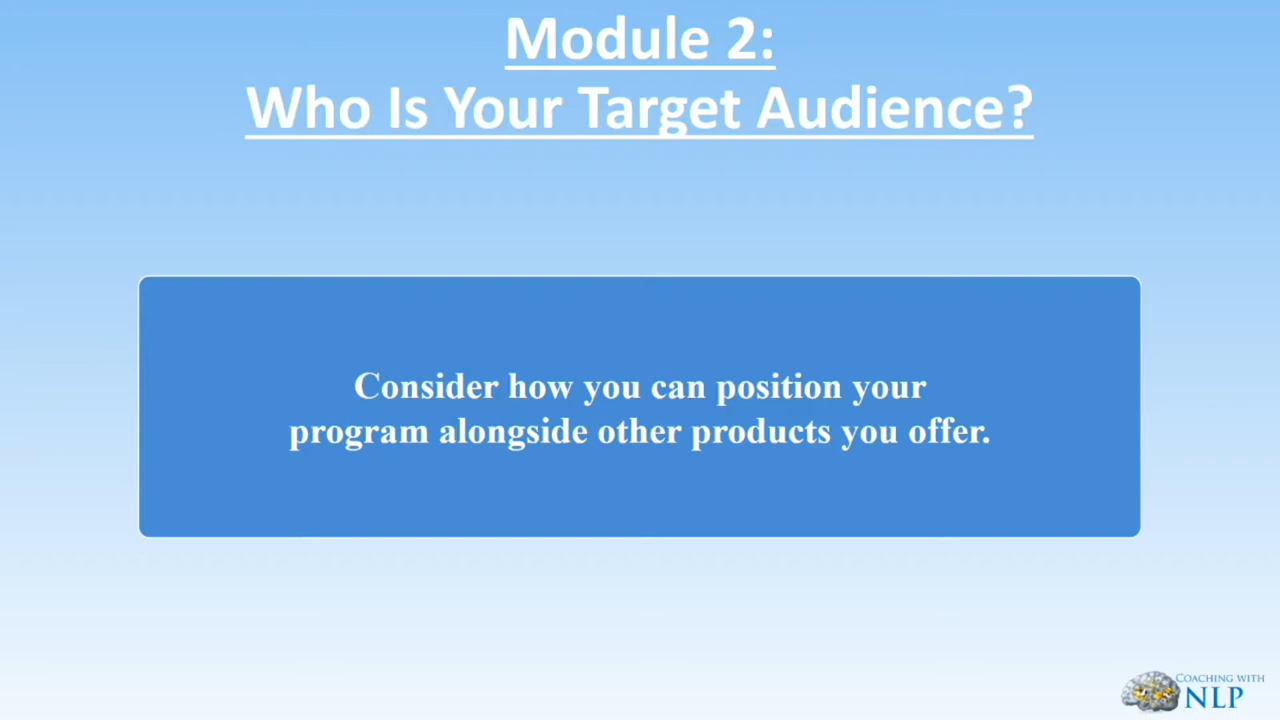 Module 2:
Who Is Your Target Audience?
Consider how you can position your
program alongside other products you offer.
COACHING WITH
NLP